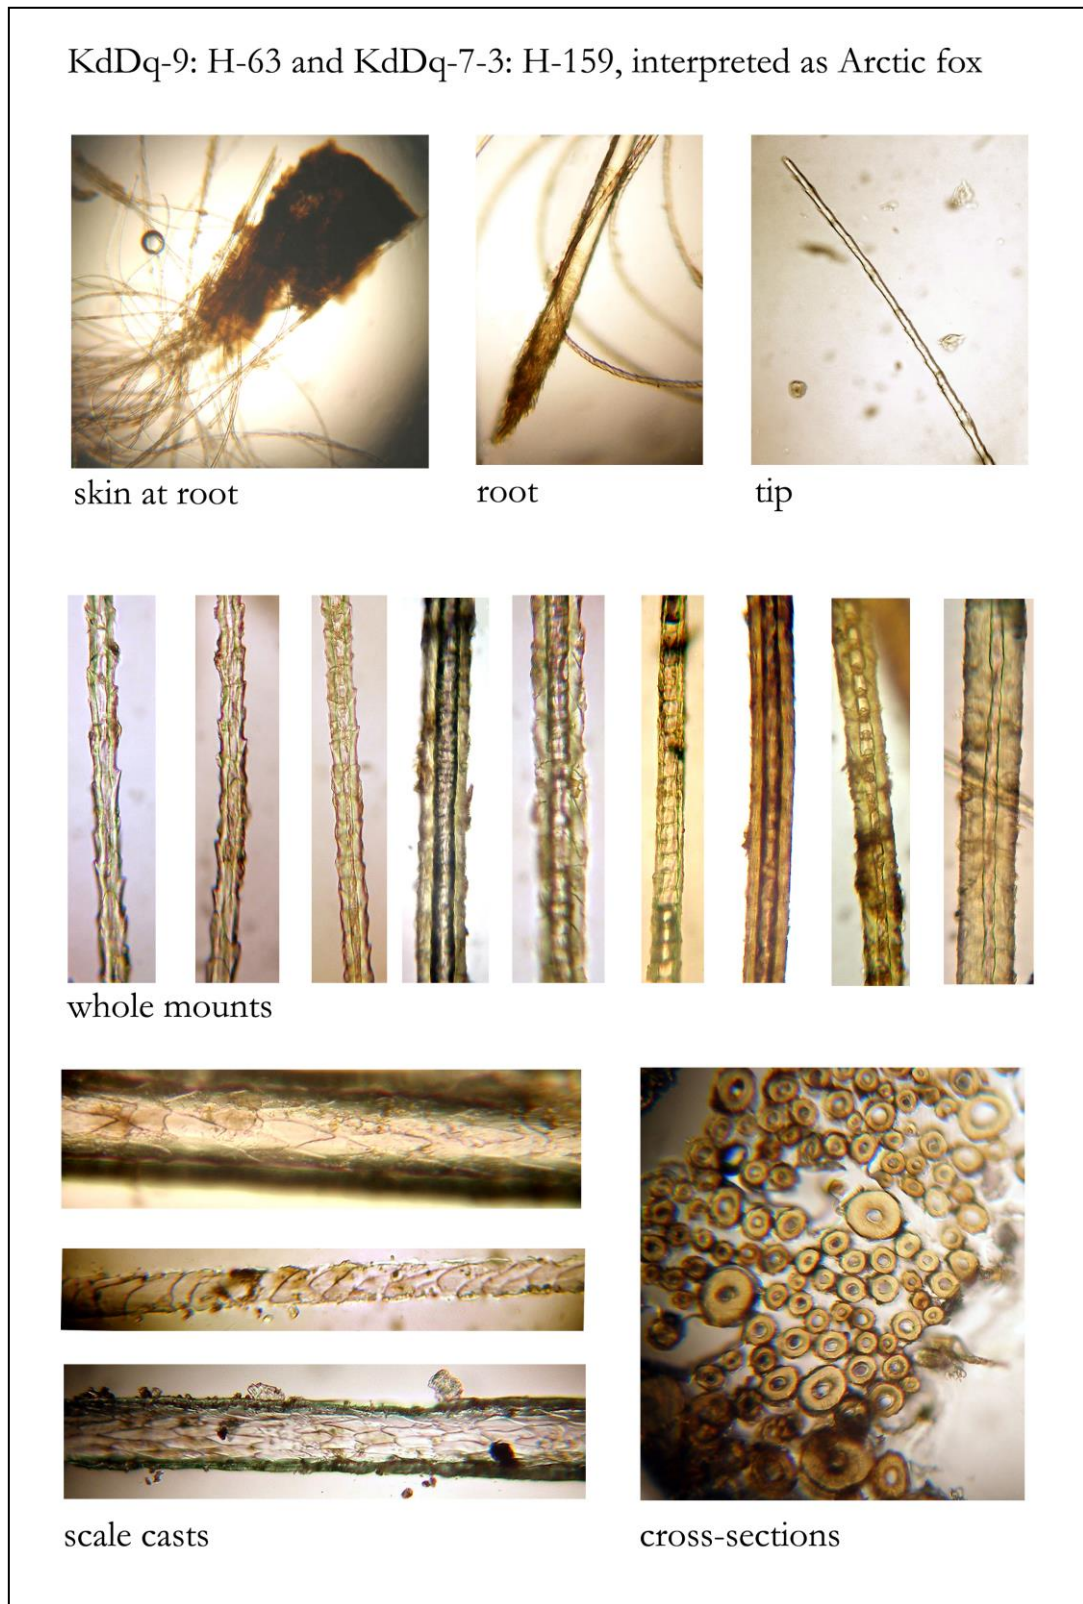 KdDq-9: H-63 and KdDq-7-3: H-159, interpreted as Arctic fox
skin at root
root
tip
whole mounts
scale casts
cross-sections